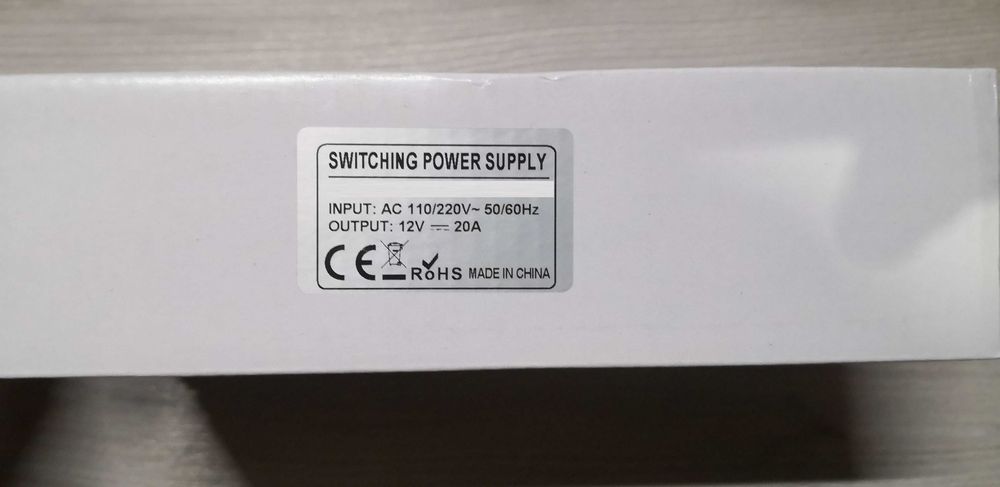 SWITCHING POWER SUPPLY
INPUT: AC 110/220V~ 50/60Hz
OUTPUT: 12V ⎓ 20A
CE RoHS MADE IN CHINA